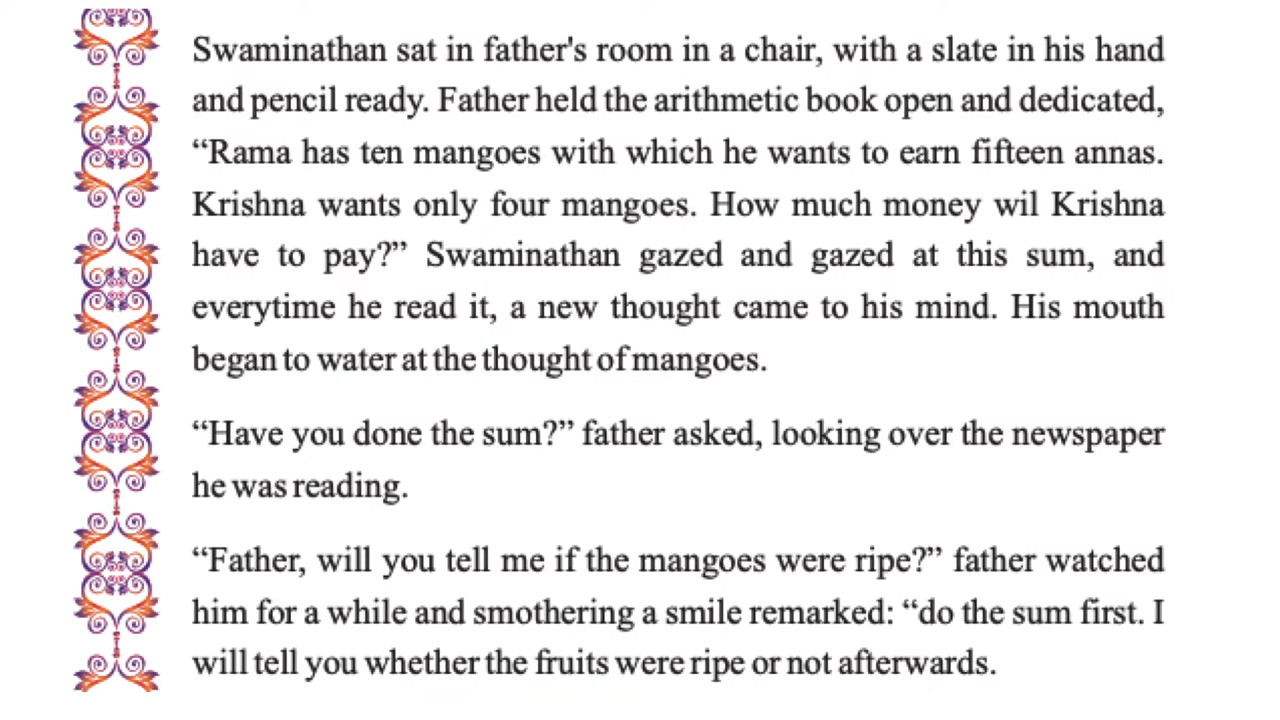 Swaminathan sat in father's room in a chair, with a slate in his hand
and pencil ready. Father held the arithmetic book open and dedicated,
“Rama has ten mangoes with which he wants to earn fifteen annas.
Krishna wants only four mangoes. How much money wil Krishna
have to pay?” Swaminathan gazed and gazed at this sum, and
everytime he read it, a new thought came to his mind. His mouth
began to water at the thought of mangoes.
“Have you done the sum?” father asked, looking over the newspaper
he was reading.
“Father, will you tell me if the mangoes were ripe?” father watched
him for a while and smothering a smile remarked: “do the sum first. I
will tell you whether the fruits were ripe or not afterwards.